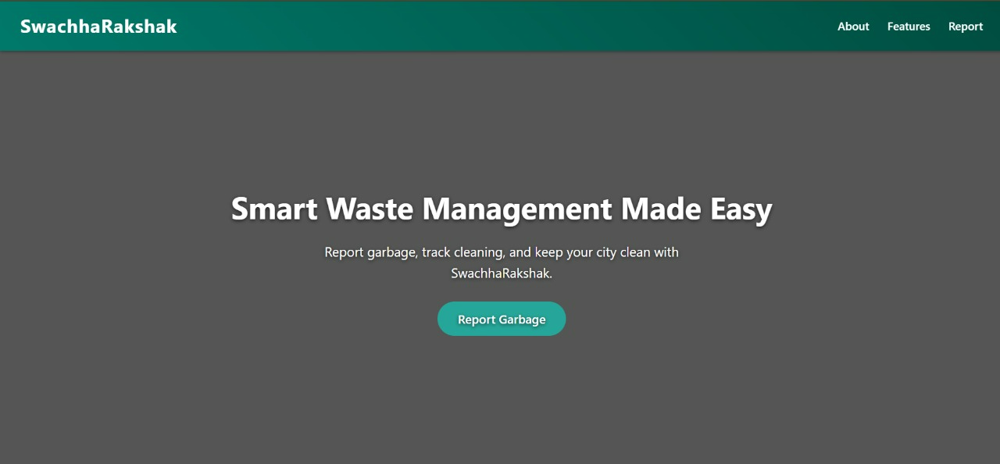 SwachhaRakshak
About Features Report
Smart Waste Management Made Easy
Report garbage, track cleaning, and keep your city clean with
SwachhaRakshak.
Report Garbage